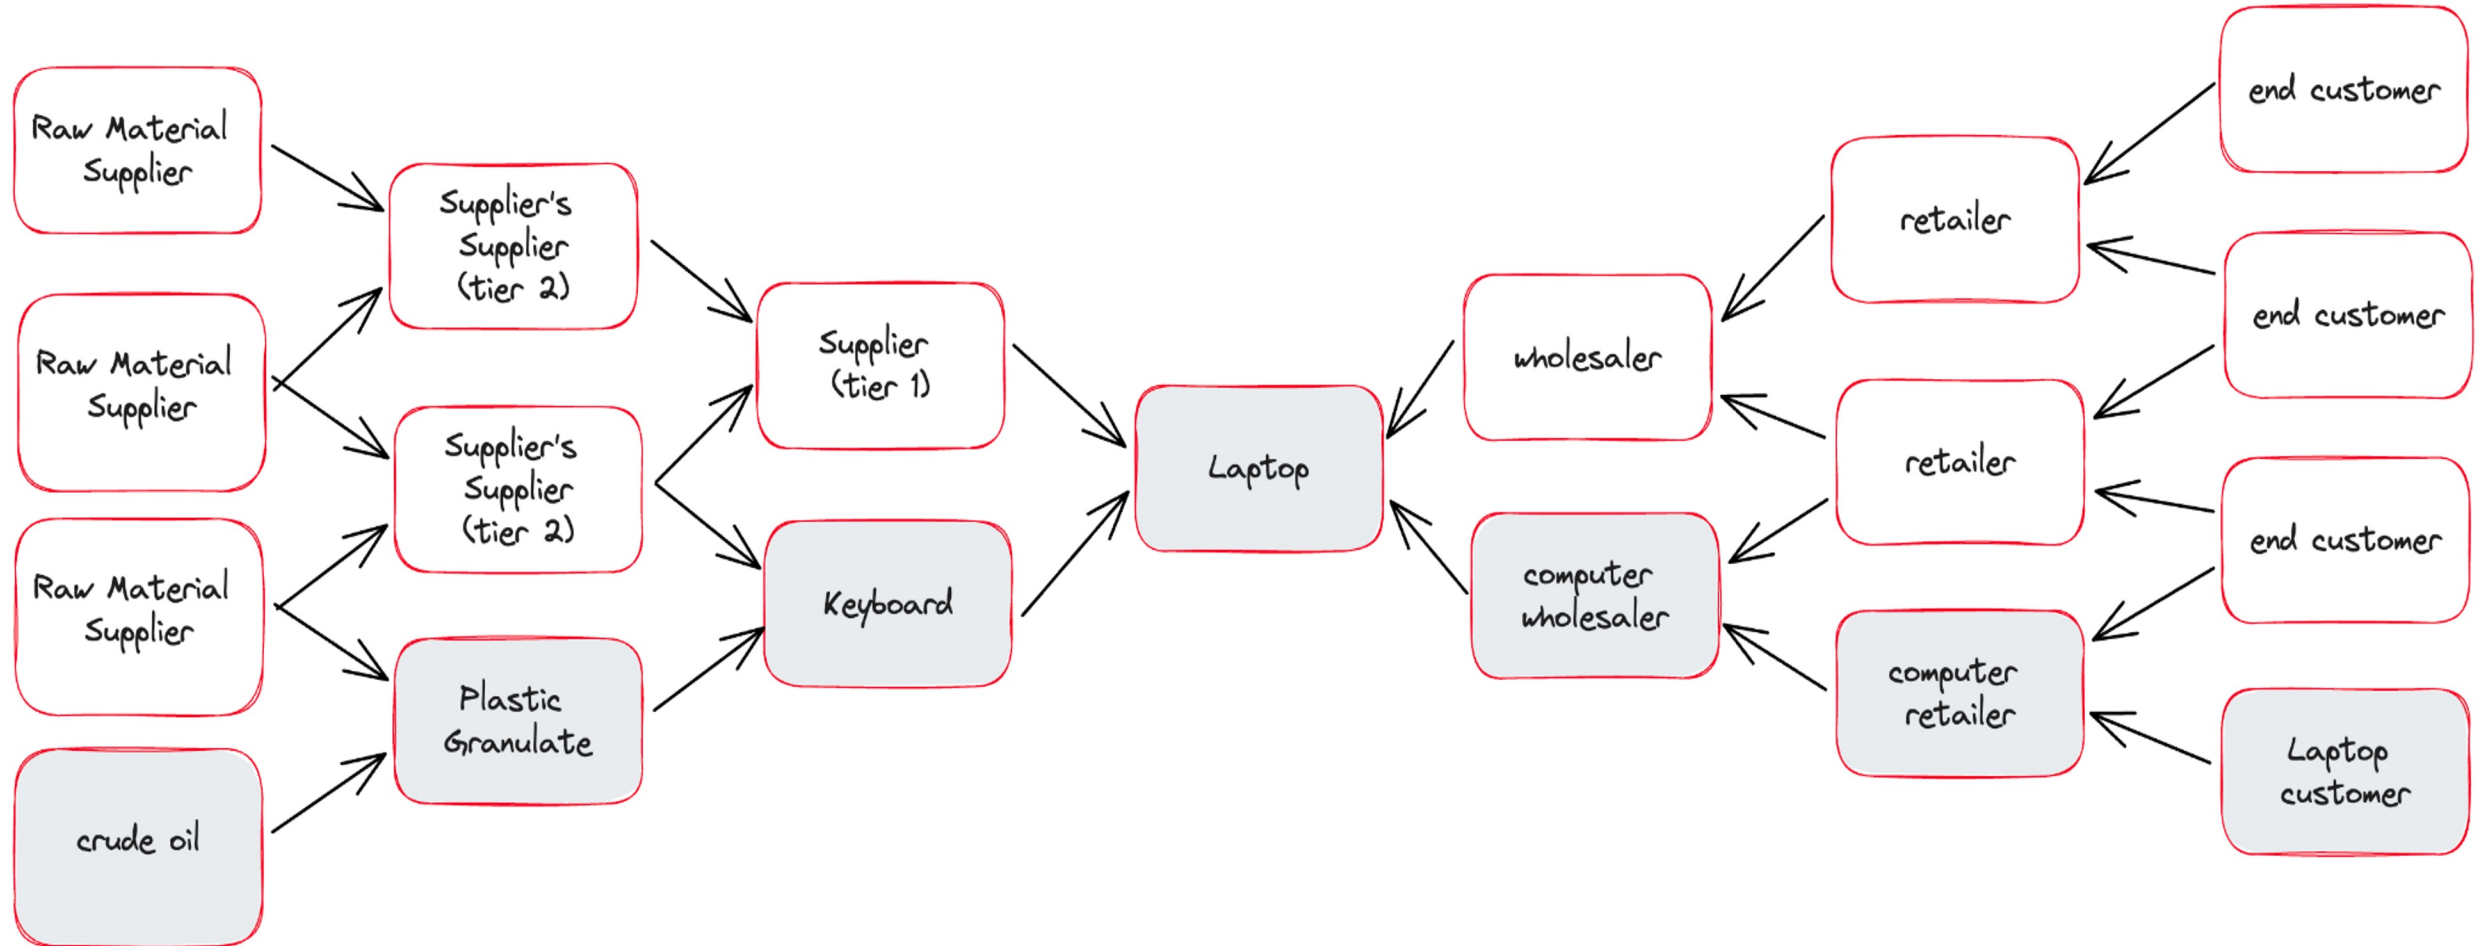 Raw Material
Supplier
Raw Material
Supplier
Raw Material
Supplier
crude oil
Supplier's
Supplier
(tier 2)
Supplier's
Supplier
(tier 2)
Plastic
Granulate
Supplier
(tier 1)
Keyboard
Laptop
wholesaler
computer
wholesaler
retailer
retailer
computer
retailer
end customer
end customer
end customer
Laptop
customer